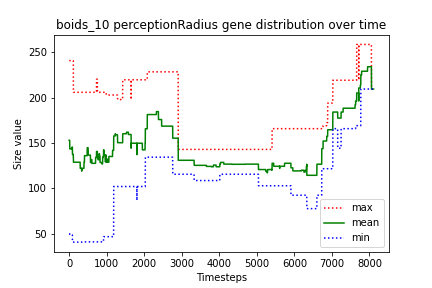 boids_10 perceptionRadius gene distribution over time
Size value
250
200
150
100
50
0
1000
2000
3000
4000
5000
6000
7000
8000
Timesteps
max
mean
min